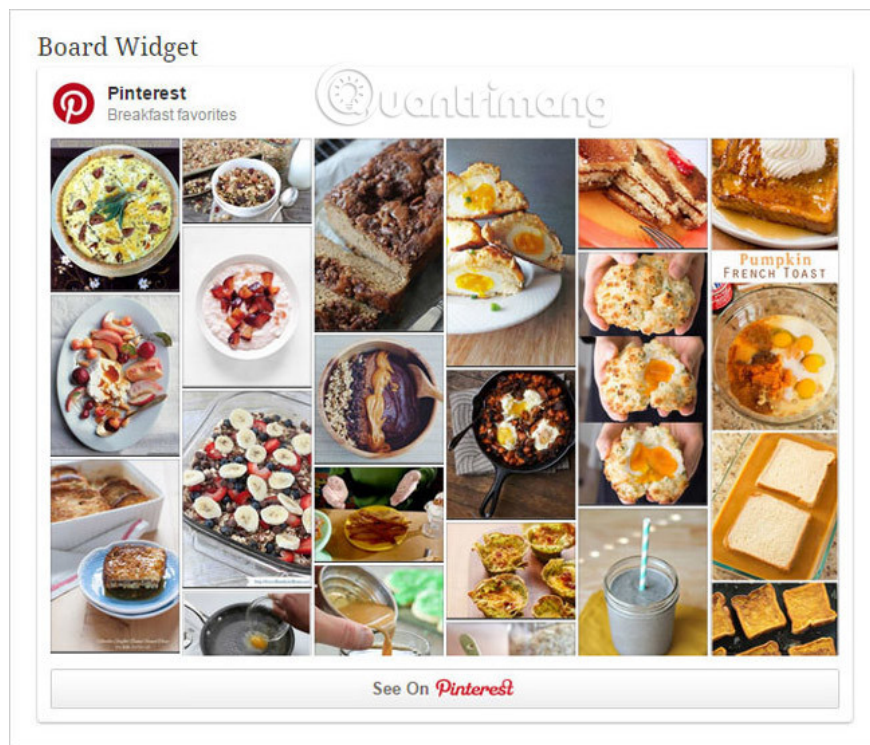 Board Widget
Pinterest
Breakfast favorites
Quantrimang
Pumpkin
FRENCH TOAST
See On Pinterest